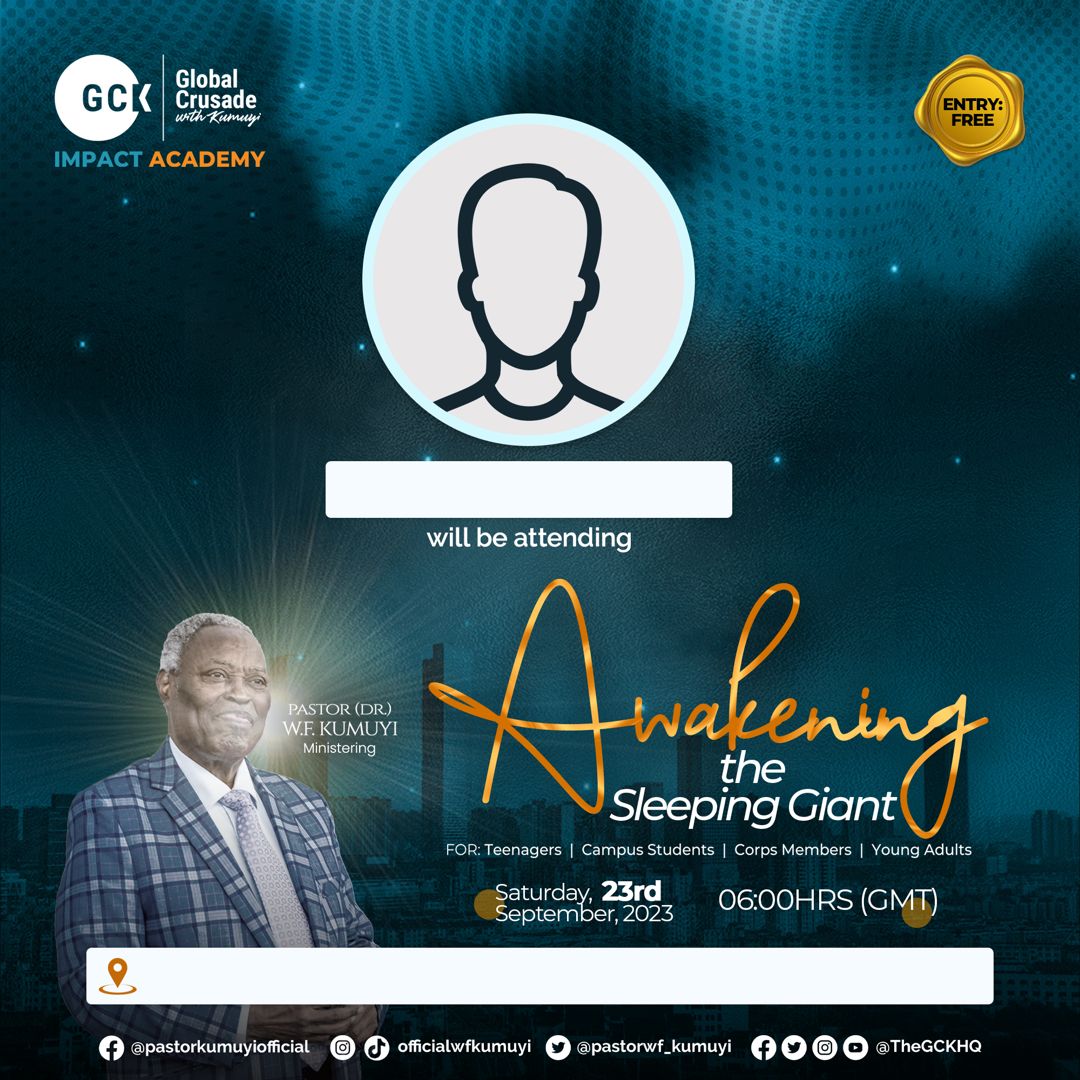 GCK
Global
Crusade
with Kumuyi
IMPACT ACADEMY
ENTRY:
FREE
will be attending
PASTOR (DR.)
W.F. KUMUYI
Ministering
Awakening
the
Sleeping Giant
FOR: Teenagers | Campus Students | Corps Members | Young Adults
Saturday, 23rd
September, 2023
06:00HRS (GMT)
@pastorkumuyiofficial officialwfkumuyi @pastorwf_kumuyi @TheGCKHQ